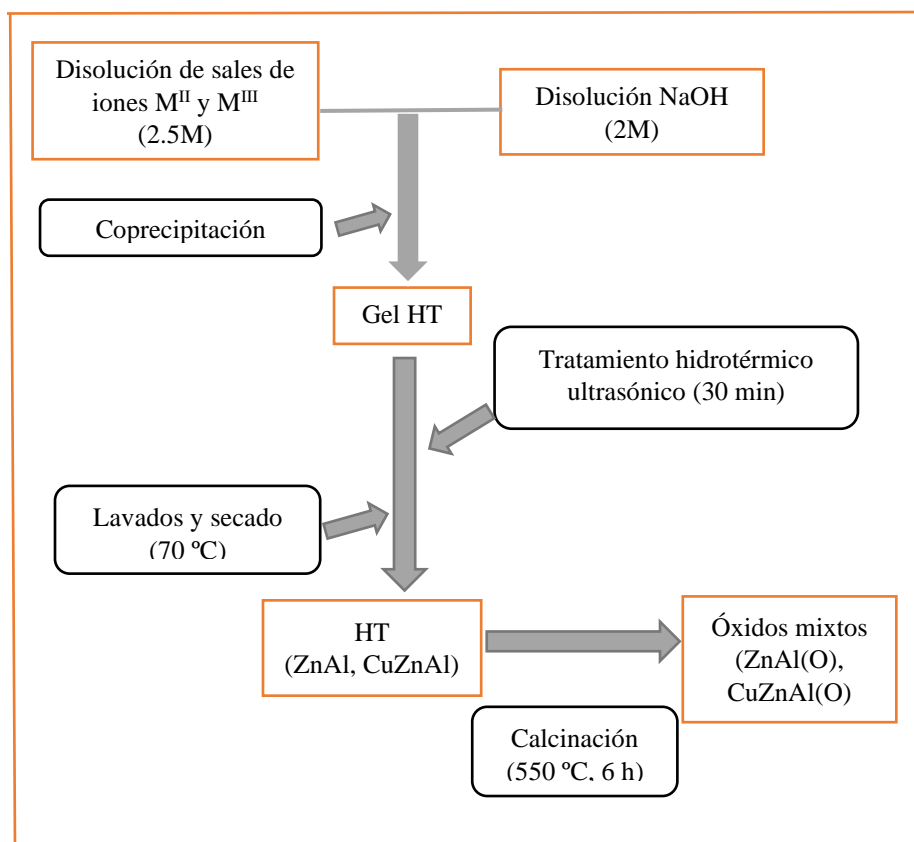 Disolución de sales de
iones Mᴵᴵ y Mᴵᴵᴵ
(2.5M)
Disolución NaOH
(2M)
Coprecipitación
Gel HT
Tratamiento hidrotérmico
ultrasónico (30 min)
Lavados y secado
(70 ºC)
HT
(ZnAl, CuZnAl)
Óxidos mixtos
(ZnAl(O),
CuZnAl(O)
Calcinación
(550 ºC, 6 h)